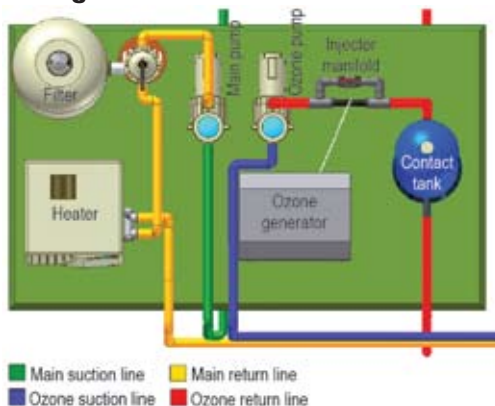 Main pump
Ozone pump
Injector
manifold
Filter
Contact
tank
Heater
Ozone
generator
Main suction line
Main return line
Ozone suction line
Ozone return line